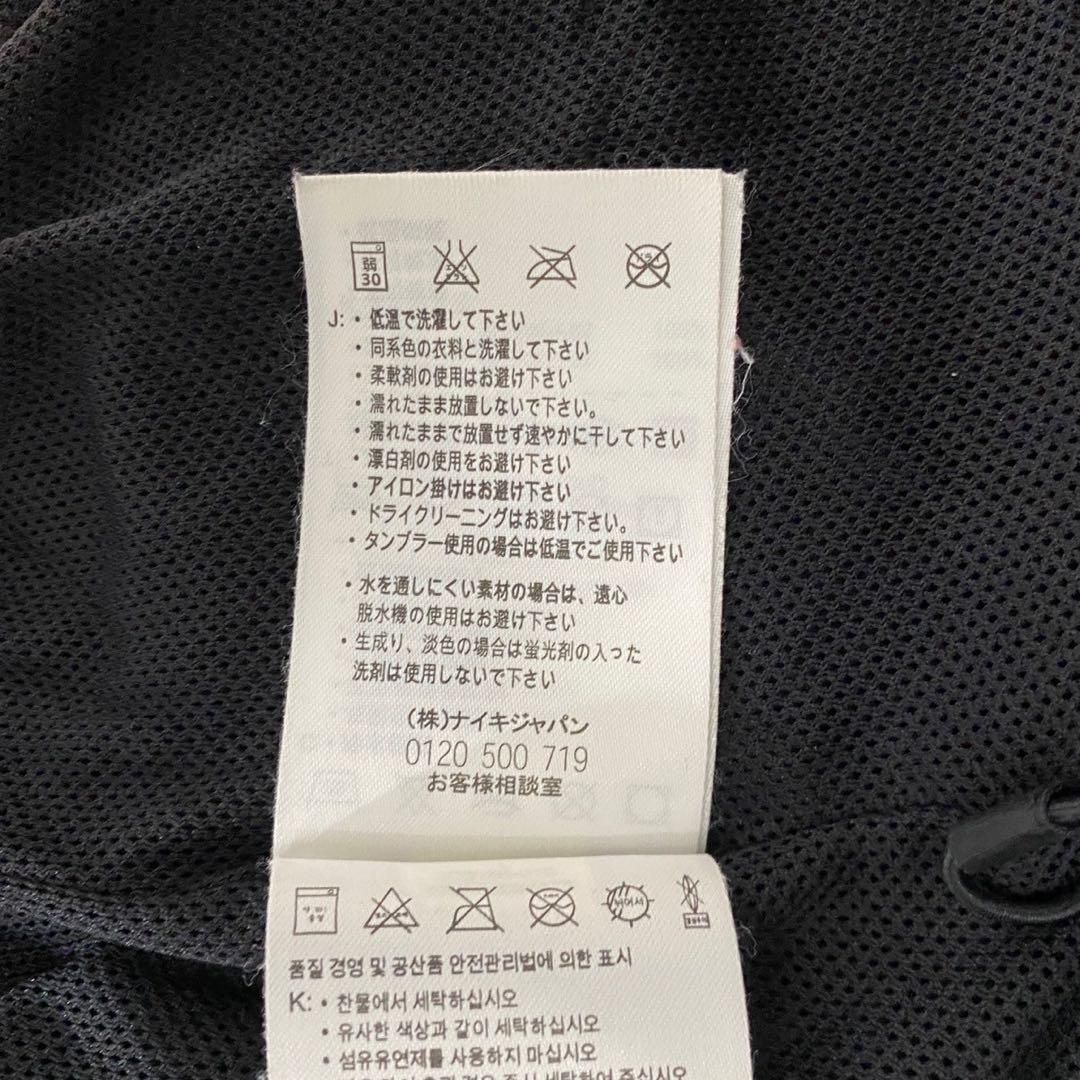 弱
30
J: ・ 低温で洗濯して下さい
・ 同系色の衣料と洗濯して下さい
・ 柔軟剤の使用はお避け下さい
・ 濡れたまま放置しないで下さい。
・ 濡れたままで放置せず速やかに干して下さい
・ 漂白剤の使用をお避け下さい
・ アイロン掛けはお避け下さい
・ ドライクリーニングはお避け下さい。
・ タンブラー使用の場合は低温でご使用下さい
・ 水を通しにくい素材の場合は、遠心
脱水機の使用はお避け下さい
・ 生成り、淡色の場合は蛍光剤の入った
洗剤は使用しないで下さい
(株)ナイキジャパン
0120 500 719
お客様相談室
품질 경영 및 공산품 안전관리법에 의한 표시
K: • 찬물에서 세탁하십시오
• 유사한 색상과 같이 세탁하십시오
• 섬유유연제를 사용하지 마십시오